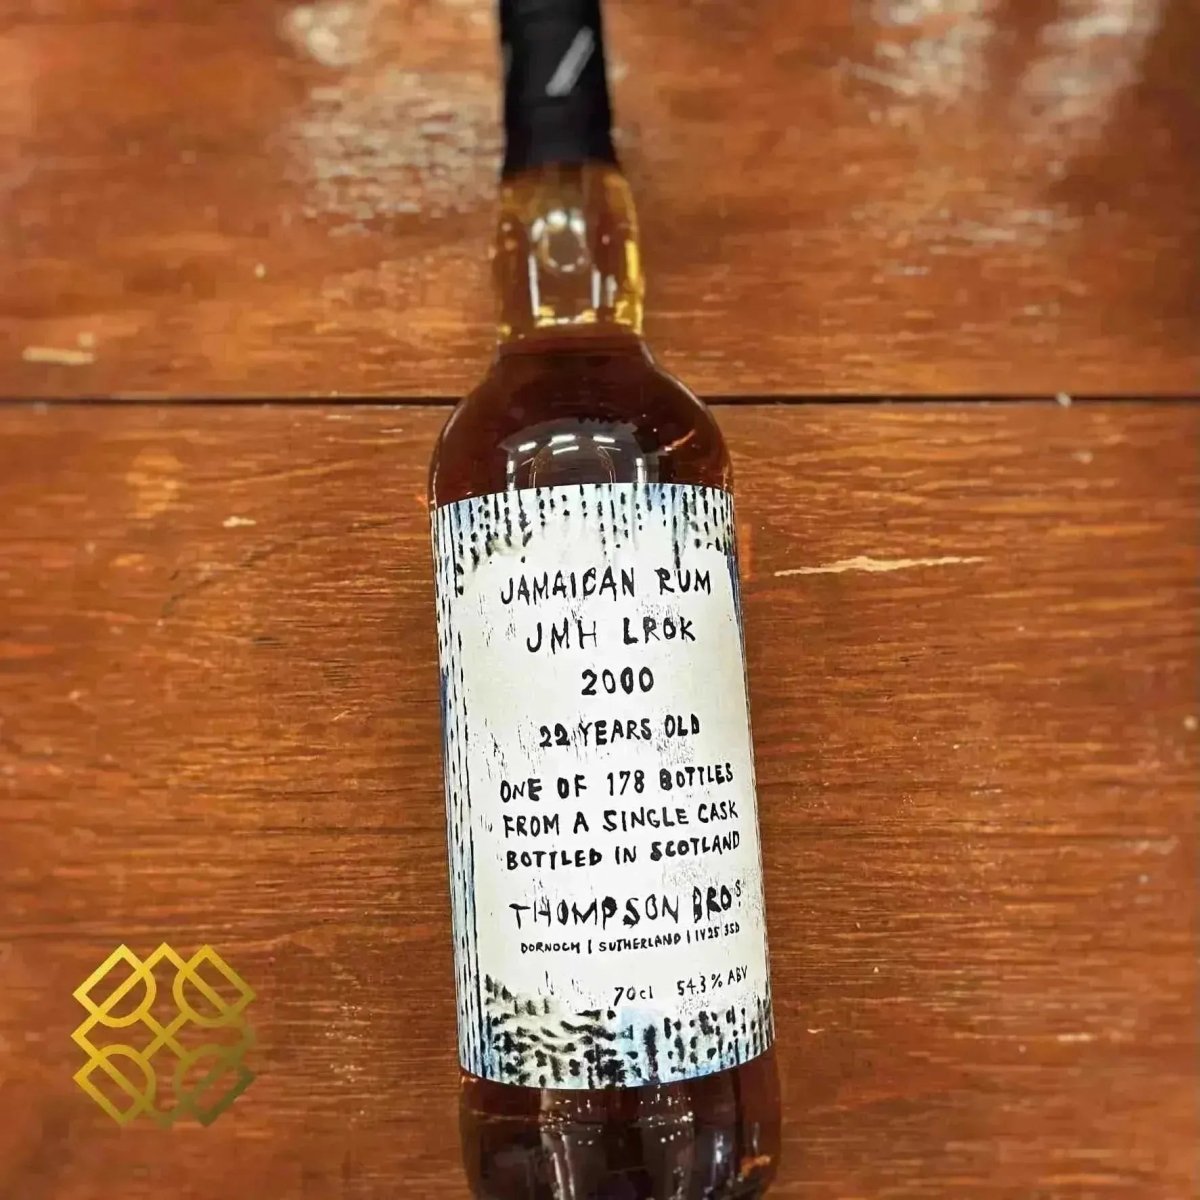 JAMAICAN RUM
JMH LROK
2000
22 YEARS OLD
ONE OF 178 BOTTLES
FROM A SINGLE CASK
BOTTLED IN SCOTLAND
THOMPSON BROS.
DORNOCH | SUTHERLAND | IV25 3SD
70cl 54.3% ABV